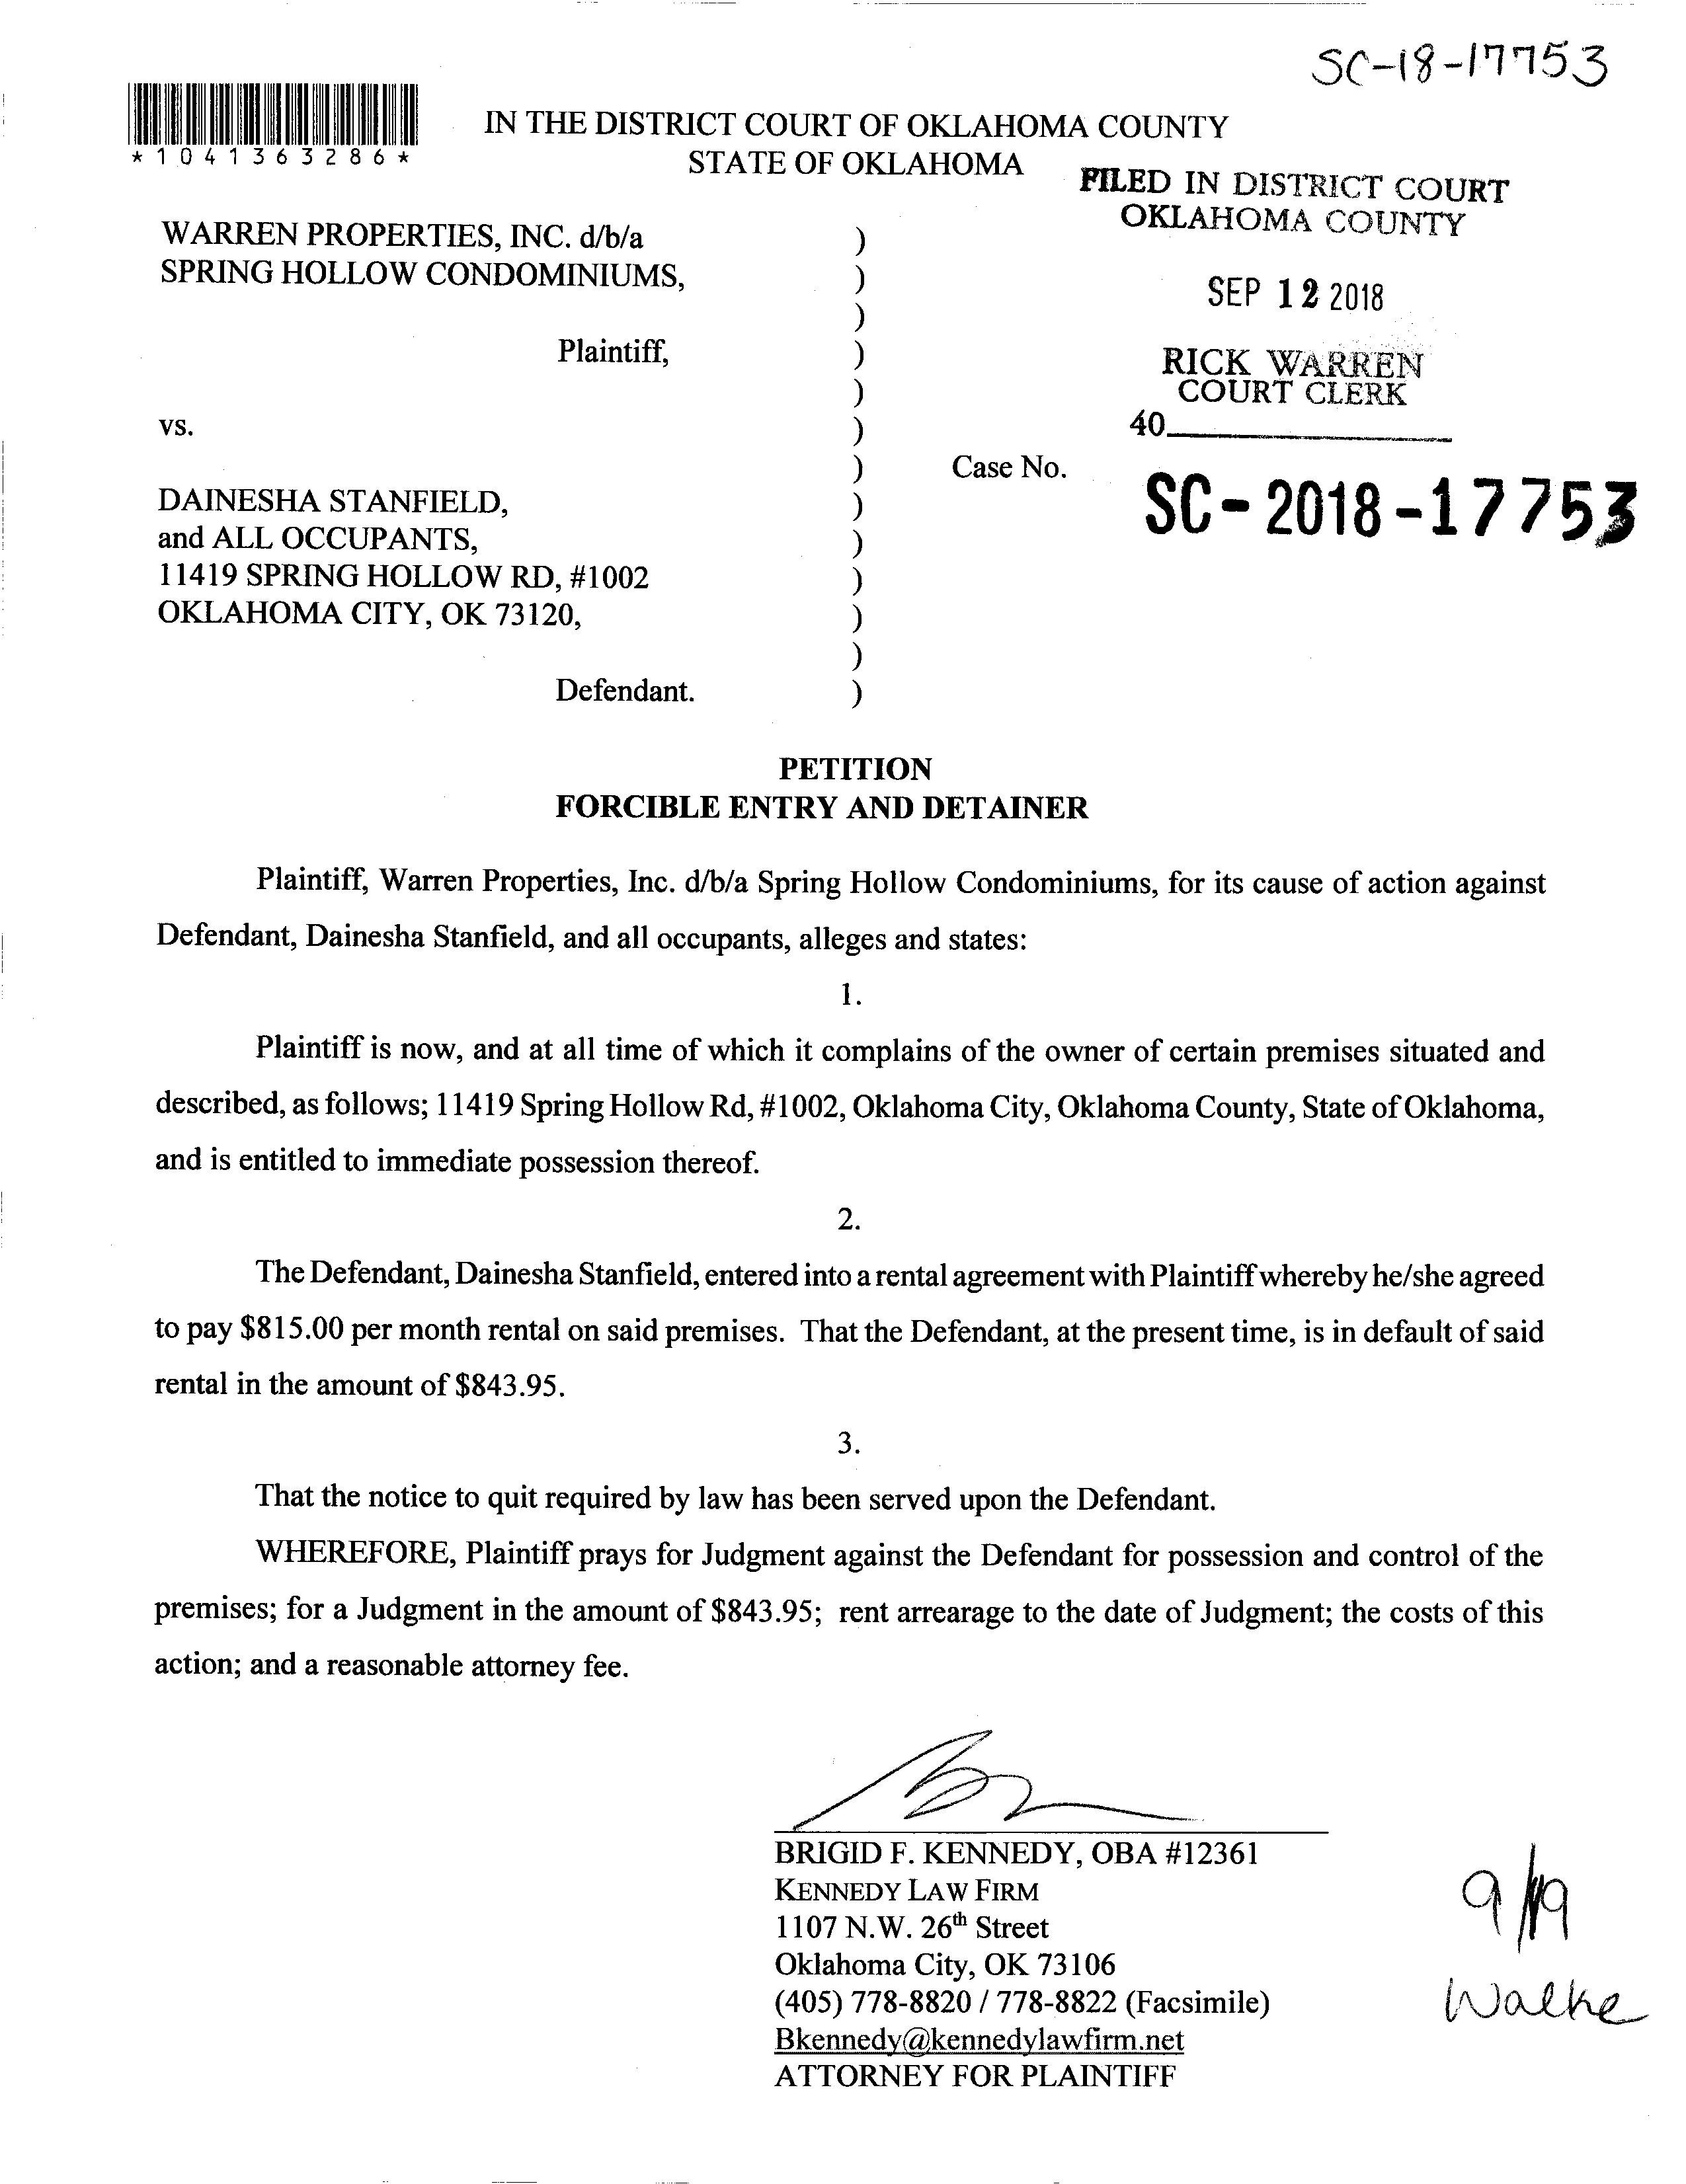 SC-18-17753
*1041363286*
IN THE DISTRICT COURT OF OKLAHOMA COUNTY
STATE OF OKLAHOMA
FILED IN DISTRICT COURT
OKLAHOMA COUNTY
SEP 12 2018
RICK WARREN
COURT CLERK
40
WARREN PROPERTIES, INC. d/b/a )
SPRING HOLLOW CONDOMINIUMS, )
)
Plaintiff, )
)
vs. )
) Case No.
SC-2018-17753
DAINESHA STANFIELD, )
and ALL OCCUPANTS, )
11419 SPRING HOLLOW RD, #1002 )
OKLAHOMA CITY, OK 73120, )
)
Defendant. )
PETITION
FORCIBLE ENTRY AND DETAINER
Plaintiff, Warren Properties, Inc. d/b/a Spring Hollow Condominiums, for its cause of action against
Defendant, Dainesha Stanfield, and all occupants, alleges and states:
1.
Plaintiff is now, and at all time of which it complains of the owner of certain premises situated and
described, as follows; 11419 Spring Hollow Rd, #1002, Oklahoma City, Oklahoma County, State of Oklahoma,
and is entitled to immediate possession thereof.
2.
The Defendant, Dainesha Stanfield, entered into a rental agreement with Plaintiff whereby he/she agreed
to pay $815.00 per month rental on said premises. That the Defendant, at the present time, is in default of said
rental in the amount of $843.95.
3.
That the notice to quit required by law has been served upon the Defendant.
WHEREFORE, Plaintiff prays for Judgment against the Defendant for possession and control of the
premises; for a Judgment in the amount of $843.95; rent arrearage to the date of Judgment; the costs of this
action; and a reasonable attorney fee.
BRIGID F. KENNEDY, OBA #12361
KENNEDY LAW FIRM
1107 N.W. 26th Street
Oklahoma City, OK 73106
(405) 778-8820 / 778-8822 (Facsimile)
Bkennedy@kennedylawfirm.net
ATTORNEY FOR PLAINTIFF
9/19
Walke